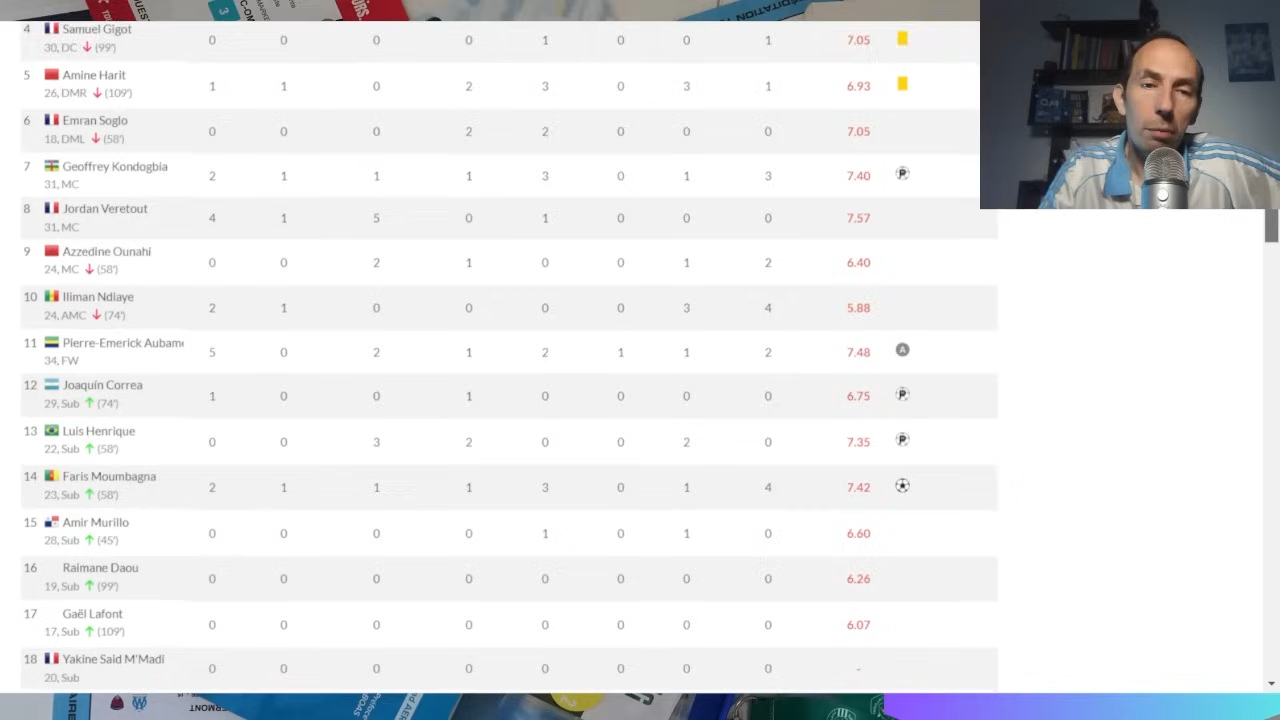 4 Samuel Gigot 0 0 0 0 1 0 0 1 7.05
30, DC (99')
5 Amine Harit 1 1 0 2 3 0 3 1 6.93
26, DMR (109')
6 Emran Soglo 0 0 0 2 2 0 0 0 7.05
18, DML (58')
7 Geoffrey Kondogbia 2 1 1 1 3 0 1 3 7.40 P
31, MC
8 Jordan Veretout 4 1 5 0 1 0 0 0 7.57
31, MC
9 Azzedine Ounahi 0 0 2 1 0 0 1 2 6.40
24, MC (58')
10 Iliman Ndiaye 2 1 0 0 0 0 3 4 5.88
24, AMC (74')
11 Pierre-Emerick Aubam 5 0 2 1 2 1 1 2 7.48 A
34, FW
12 Joaquín Correa 1 0 0 1 0 0 0 0 6.75 P
29, Sub (74')
13 Luis Henrique 0 0 3 2 0 0 2 0 7.35 P
22, Sub (58')
14 Faris Moumbagna 2 1 1 1 3 0 1 4 7.42
23, Sub (58')
15 Amir Murillo 0 0 0 0 1 0 1 0 6.60
28, Sub (45')
16 Raimane Daou 0 0 0 0 0 0 0 0 6.26
19, Sub (99')
17 Gaël Lafont 0 0 0 0 0 0 0 0 6.07
17, Sub (109')
18 Yakine Said M'Madi 0 0 0 0 0 0 0 0 -
20, Sub